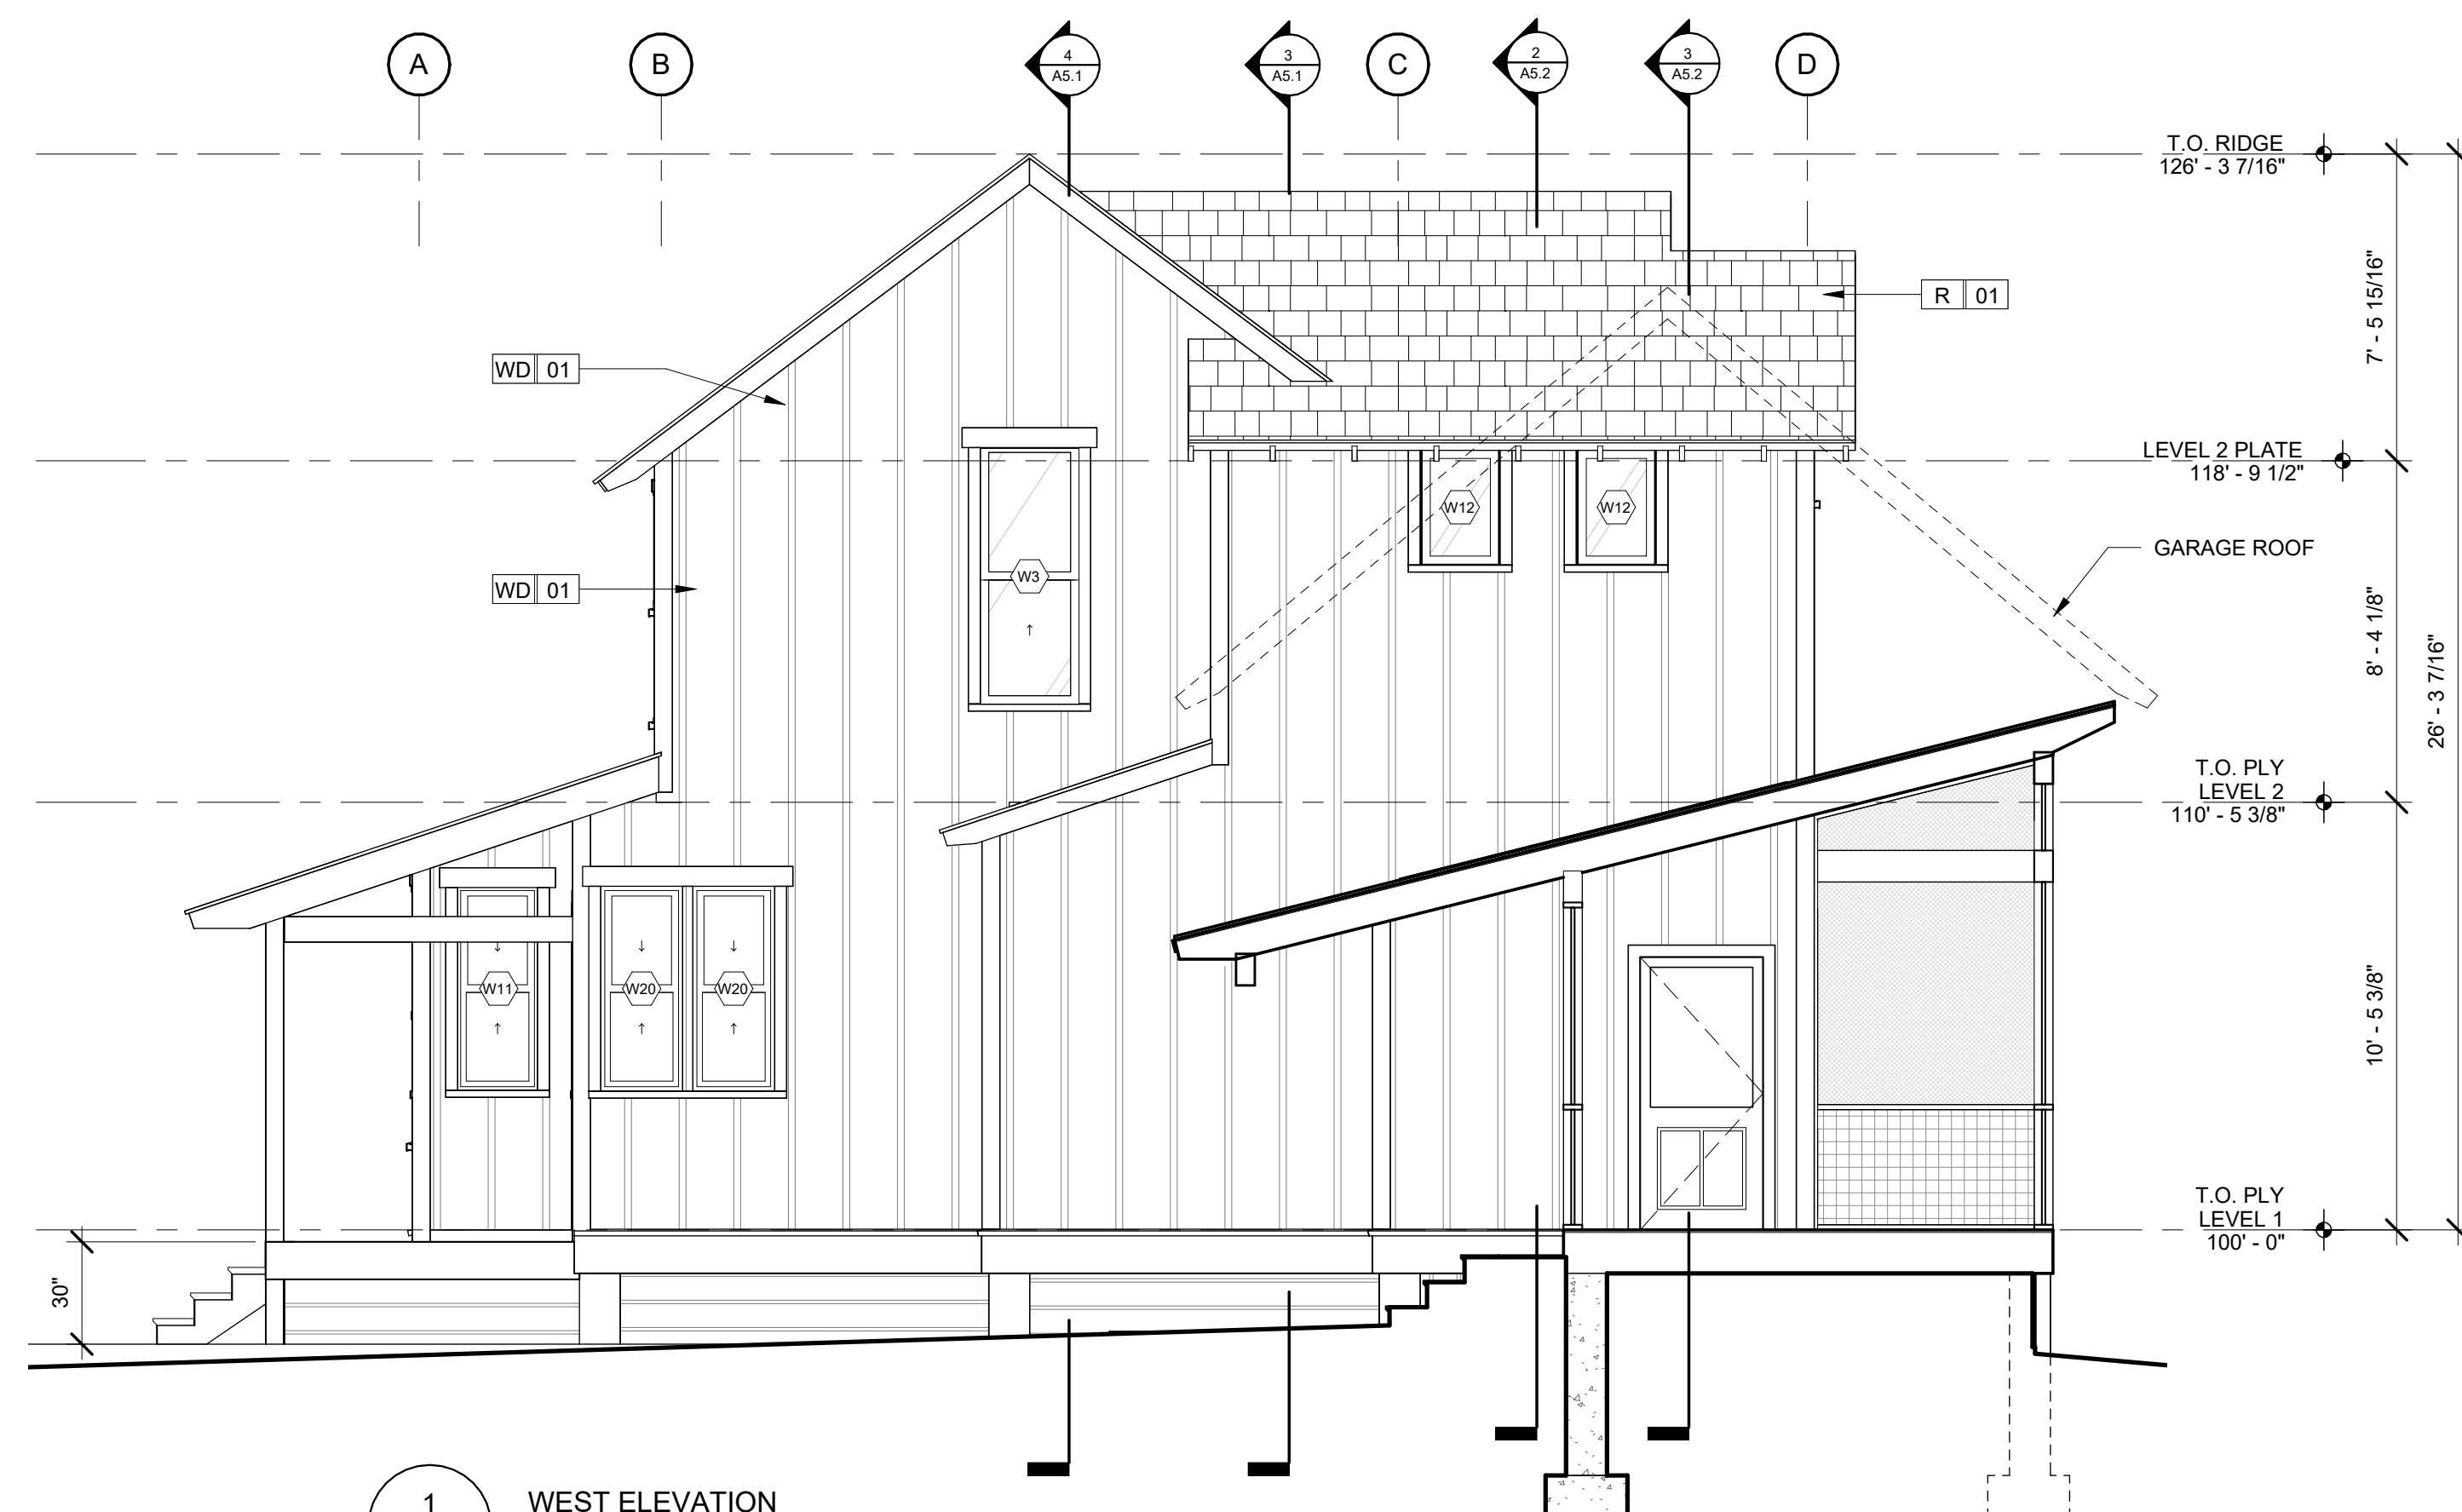 A
B
4
A5.1
3
A5.1
C
2
A5.2
3
A5.2
D
T.O. RIDGE
126' - 3 7/16"
7' - 5 15/16"
R 01
WD 01
LEVEL 2 PLATE
118' - 9 1/2"
W12
W12
GARAGE ROOF
W3
WD 01
8' - 4 1/8"
26' - 3 7/16"
T.O. PLY
LEVEL 2
110' - 5 3/8"
W11
W20
W20
10' - 5 3/8"
T.O. PLY
LEVEL 1
100' - 0"
30"
1
WEST ELEVATION